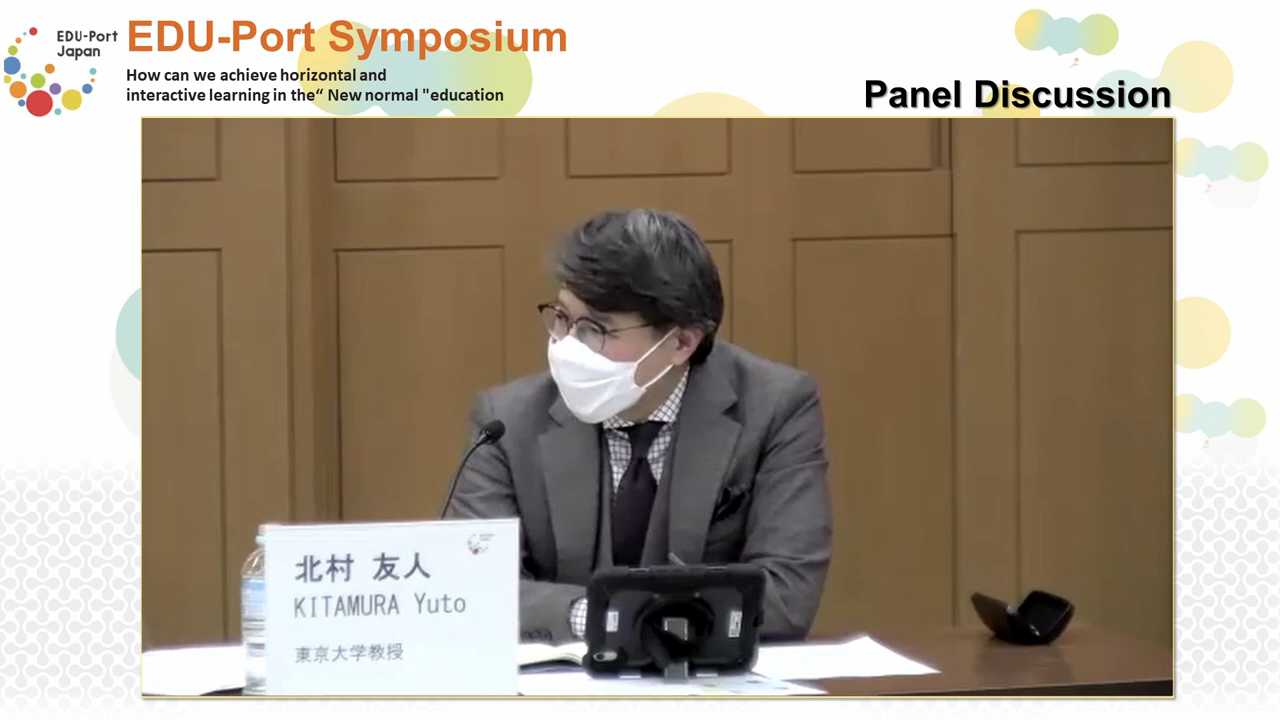 EDU-Port
Japan
EDU-Port Symposium
How can we achieve horizontal and
interactive learning in the“ New normal "education
Panel Discussion
北村 友人
KITAMURA Yuto
東京大学教授